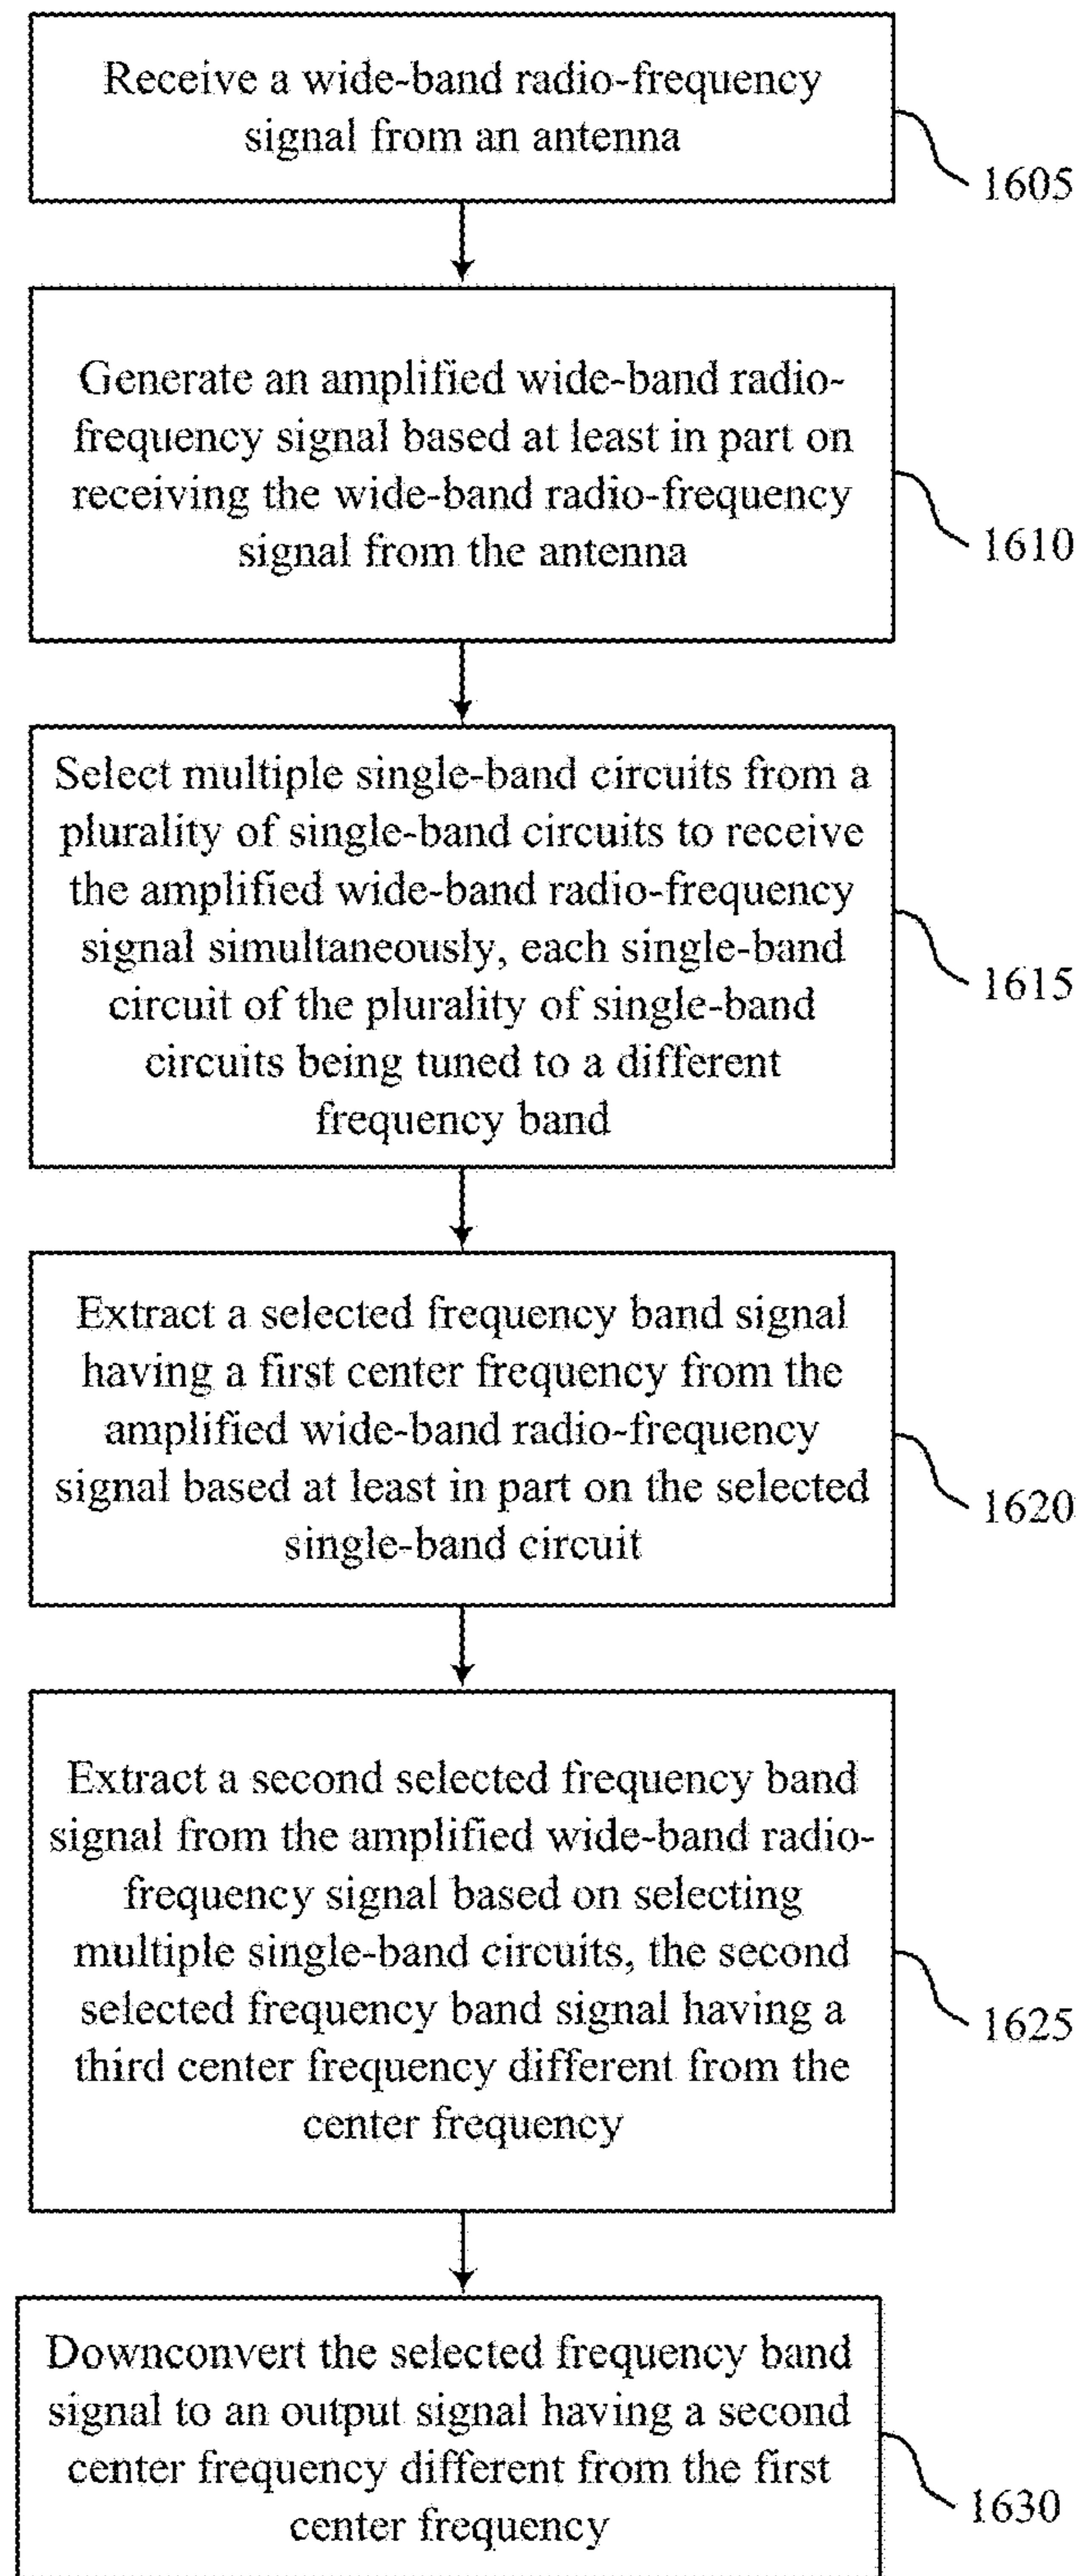 Receive a wide-band radio-frequency
signal from an antenna
1605
Generate an amplified wide-band radio-
frequency signal based at least in part on
receiving the wide-band radio-frequency
signal from the antenna
1610
Select multiple single-band circuits from a
plurality of single-band circuits to receive
the amplified wide-band radio-frequency
signal simultaneously, each single-band
circuit of the plurality of single-band
circuits being tuned to a different
frequency band
1615
Extract a selected frequency band signal
having a first center frequency from the
amplified wide-band radio-frequency
signal based at least in part on the selected
single-band circuit
1620
Extract a second selected frequency band
signal from the amplified wide-band radio-
frequency signal based on selecting
multiple single-band circuits, the second
selected frequency band signal having a
third center frequency different from the
center frequency
1625
Downconvert the selected frequency band
signal to an output signal having a second
center frequency different from the first
center frequency
1630